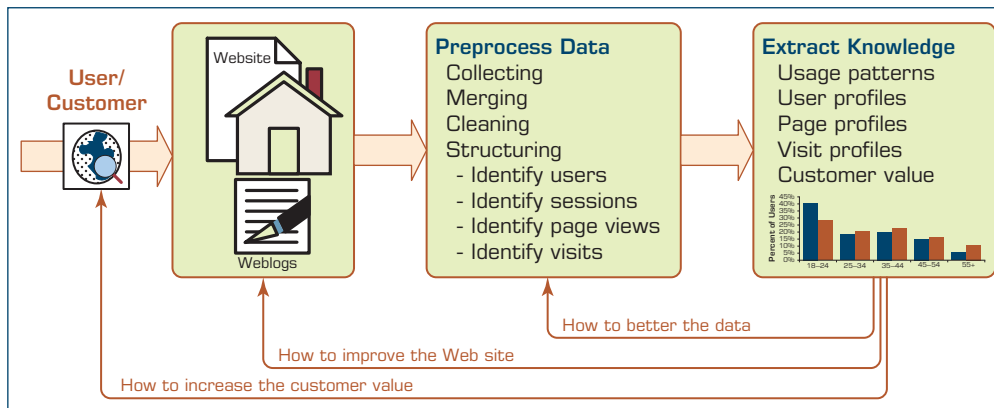 User/
Customer
Website
Weblogs
Preprocess Data
Collecting
Merging
Cleaning
Structuring
- Identify users
- Identify sessions
- Identify page views
- Identify visits
Extract Knowledge
Usage patterns
User profiles
Page profiles
Visit profiles
Customer value
Percent of Users
45%
40%
35%
30%
25%
20%
15%
10%
5%
0%
18–24
25–34
35–44
45–54
55+
How to better the data
How to improve the Web site
How to increase the customer value